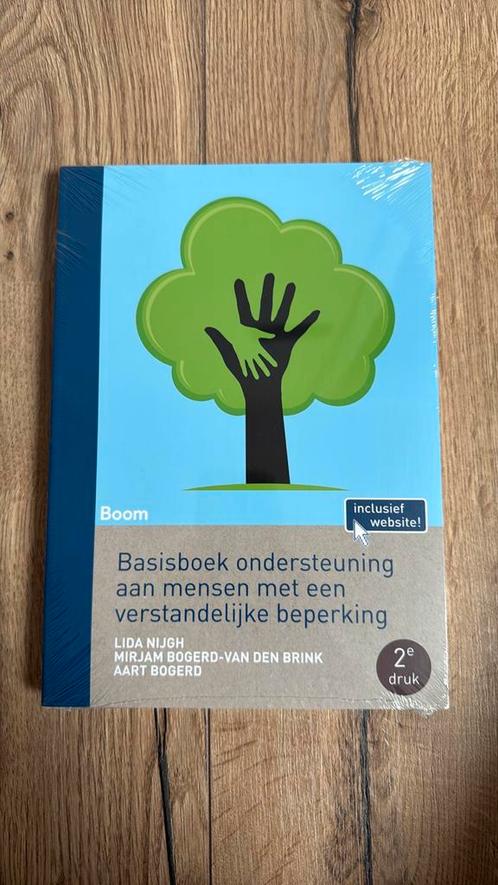 Boom
inclusief
website!
Basisboek ondersteuning
aan mensen met een
verstandelijke beperking
LIDA NIJGH
MIRJAM BOGERD-VAN DEN BRINK
AART BOGERD
2e
druk